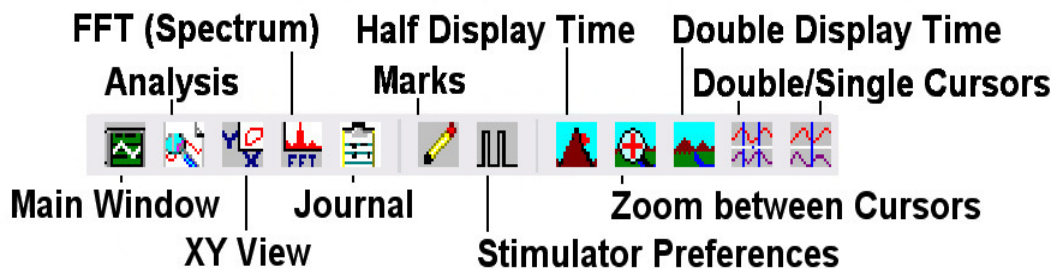 FFT (Spectrum) Half Display Time Double Display Time
Analysis Marks Double/Single Cursors
Y X FFT
Main Window Journal Zoom between Cursors
XY View Stimulator Preferences